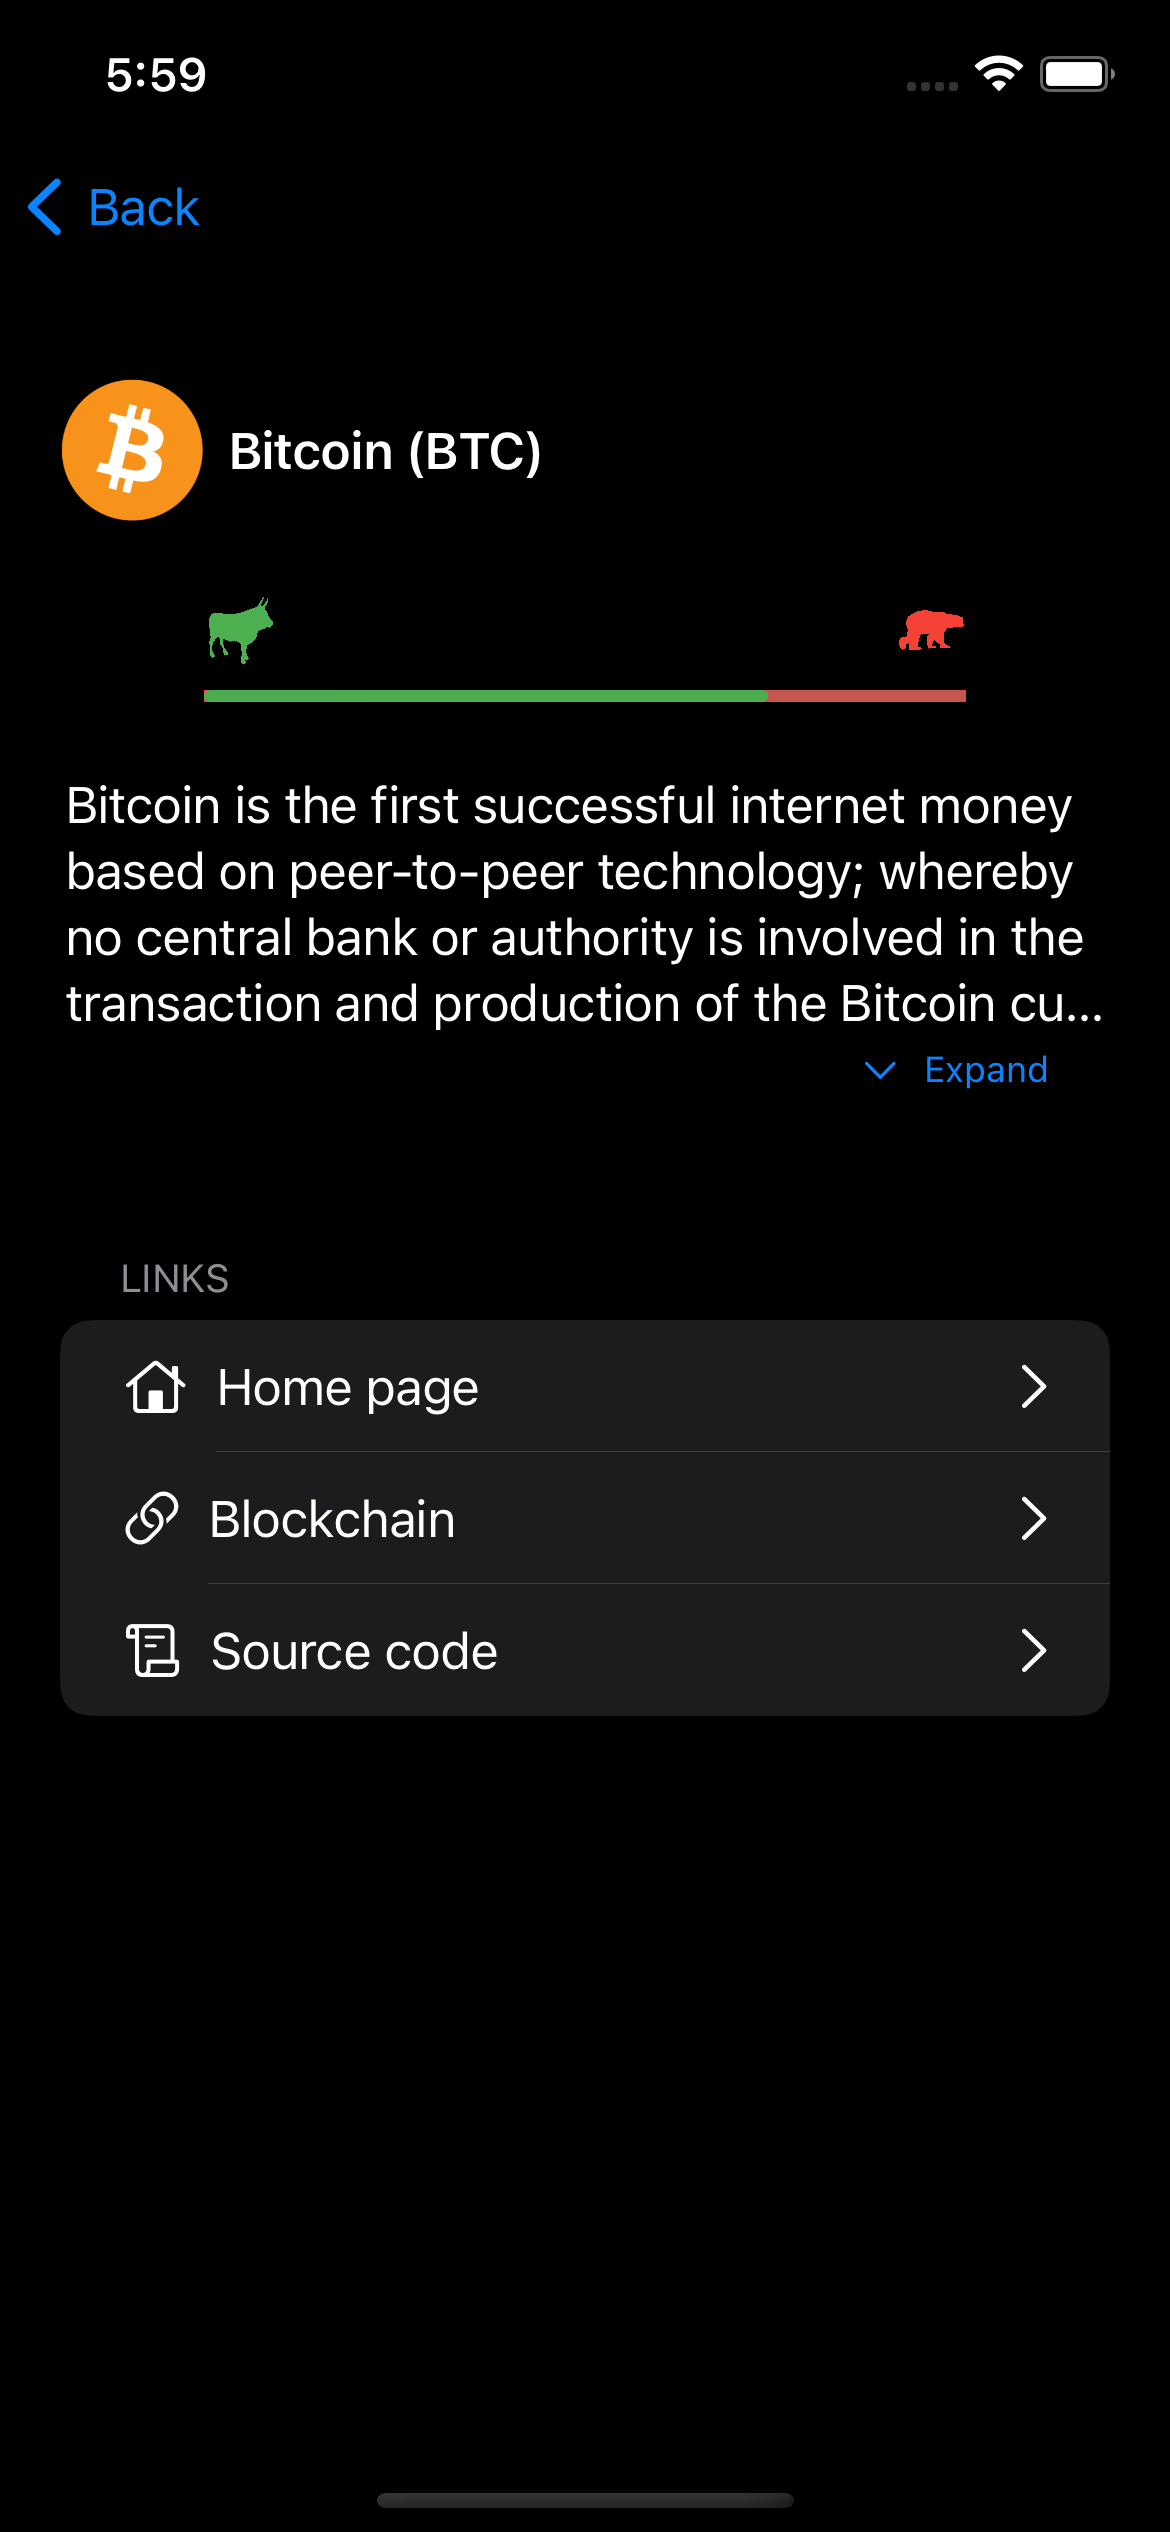 5:59
Back
Bitcoin (BTC)
Bitcoin is the first successful internet money
based on peer-to-peer technology; whereby
no central bank or authority is involved in the
transaction and production of the Bitcoin cu...
Expand
LINKS
Home page
Blockchain
Source code